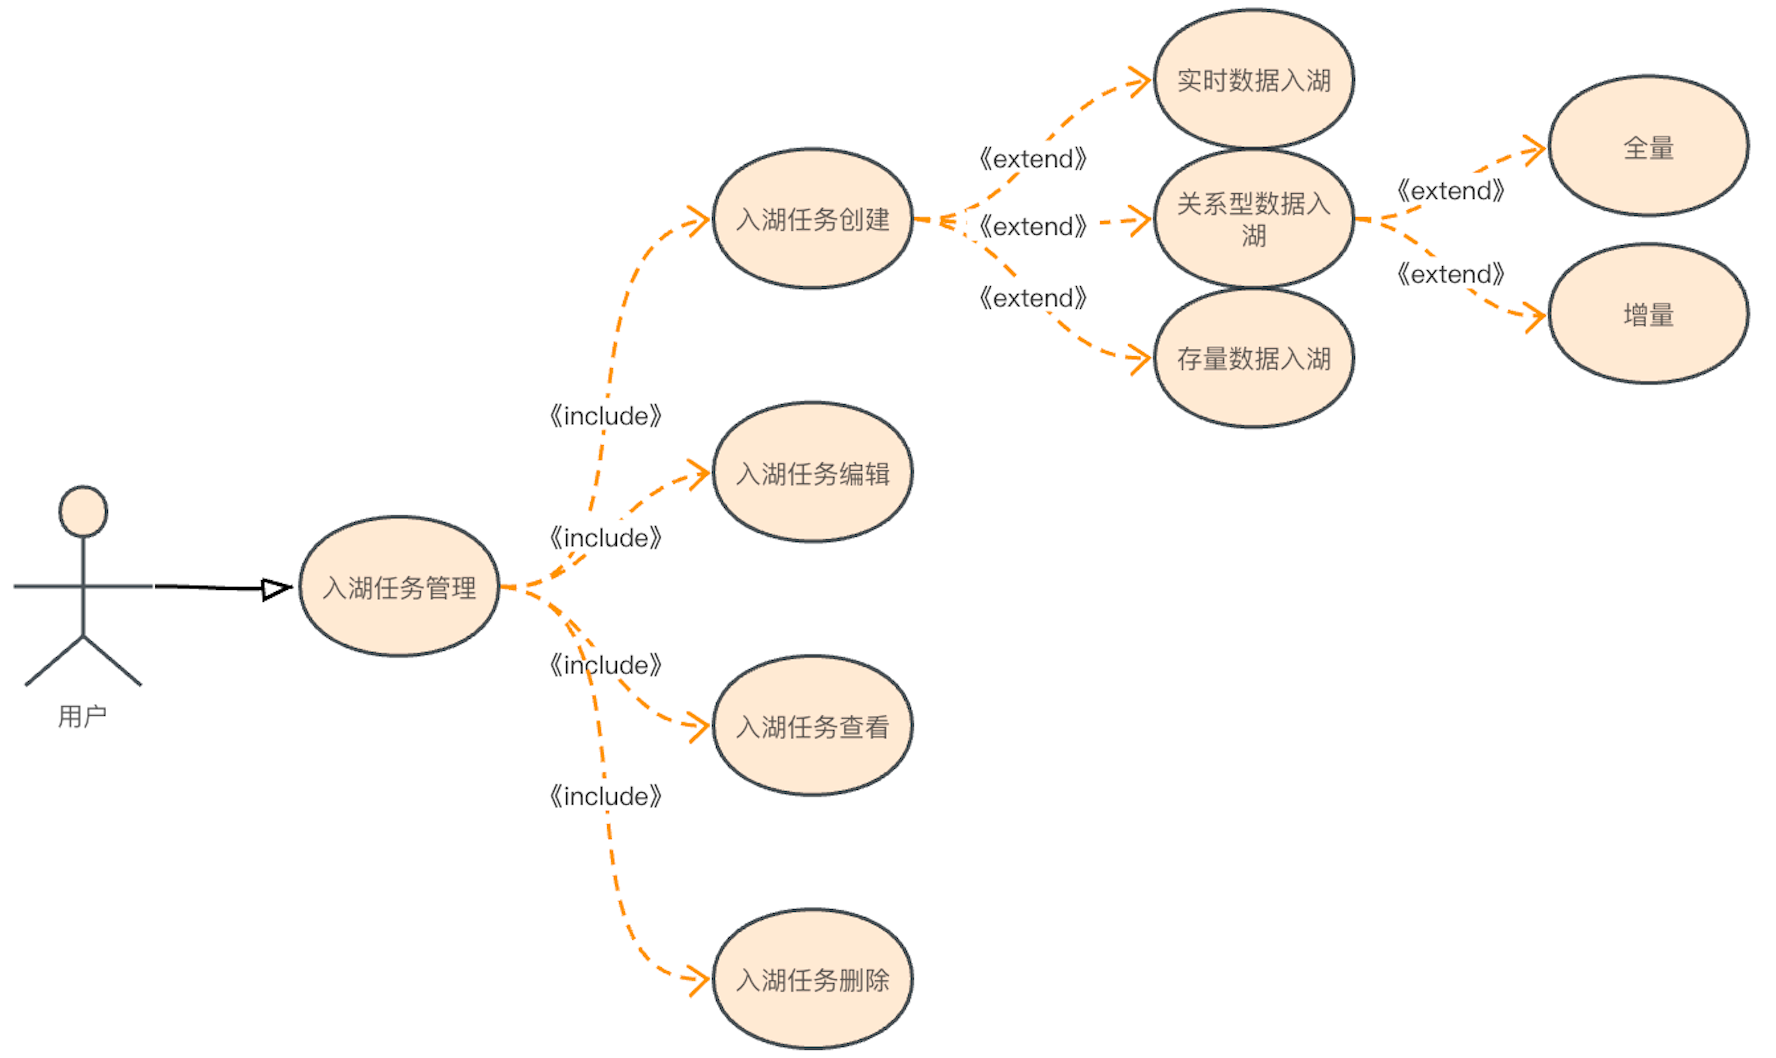 用户
入湖任务管理
《include》
《include》
《include》
《include》
入湖任务创建
入湖任务编辑
入湖任务查看
入湖任务删除
《extend》
《extend》
《extend》
实时数据入湖
关系型数据入
湖
存量数据入湖
《extend》
《extend》
全量
增量